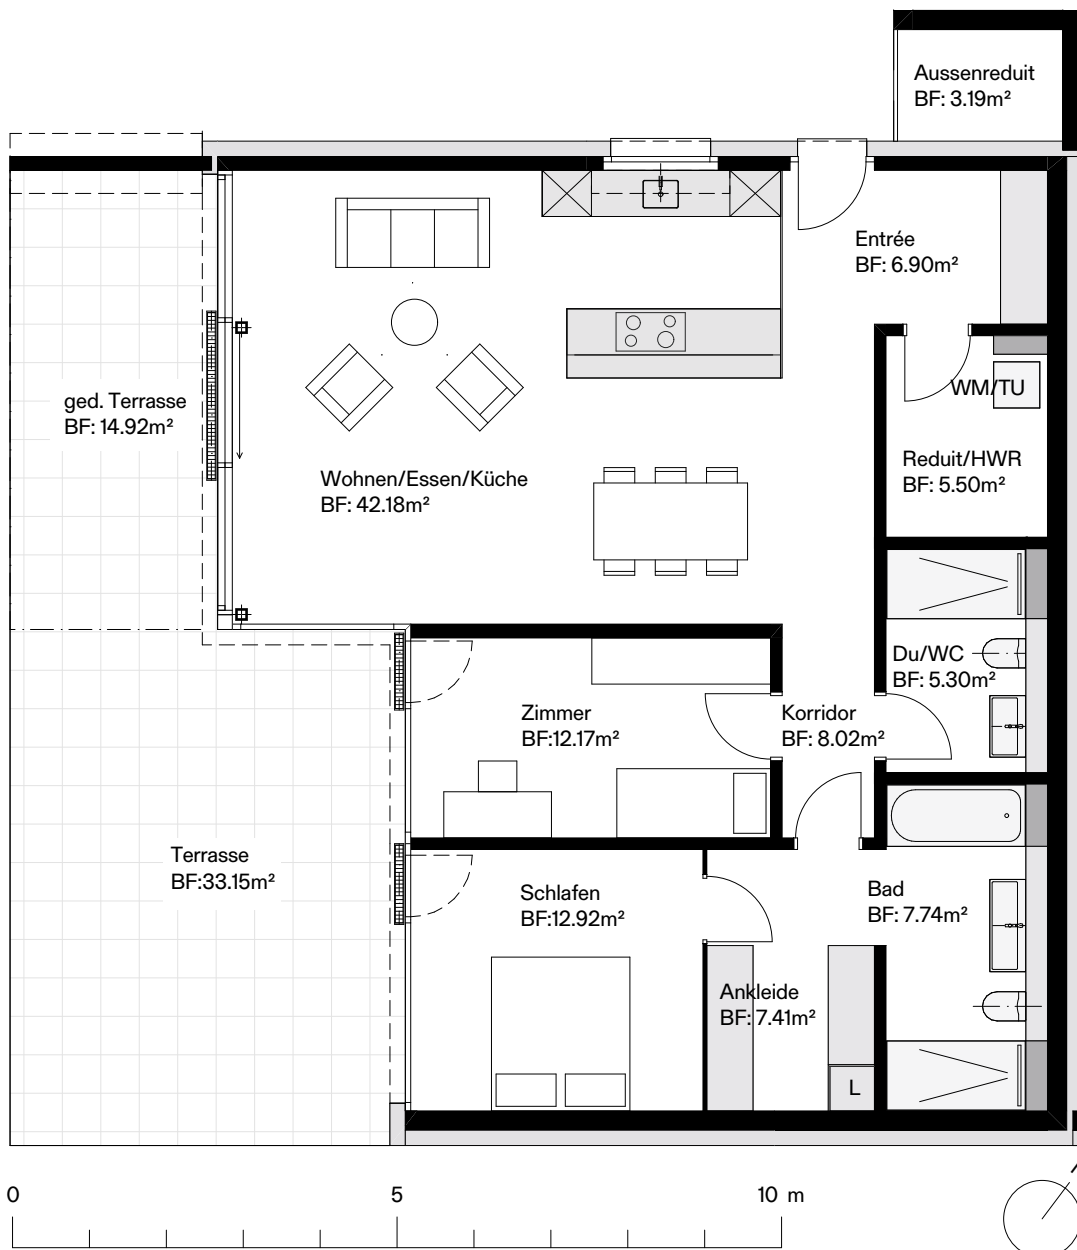 Aussenreduit
BF: 3.19m²
Entrée
BF: 6.90m²
WM/TU
ged. Terrasse
BF: 14.92m²
Wohnen/Essen/Küche
BF: 42.18m²
Reduit/HWR
BF: 5.50m²
Du/WC
BF: 5.30m²
Zimmer
BF:12.17m²
Korridor
BF: 8.02m²
Terrasse
BF:33.15m²
Schlafen
BF:12.92m²
Bad
BF: 7.74m²
Ankleide
BF: 7.41m²
L
0 5 10 m